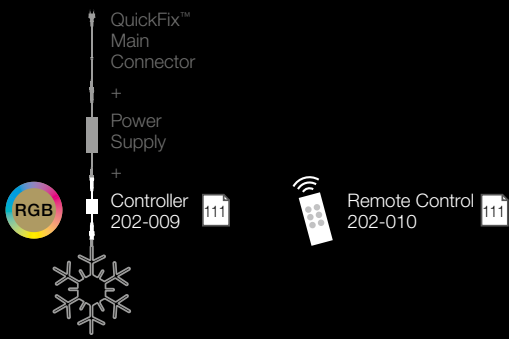 QuickFix™
Main
Connector
+
Power
Supply
+
RGB
Controller
202-009
111
Remote Control
202-010
111